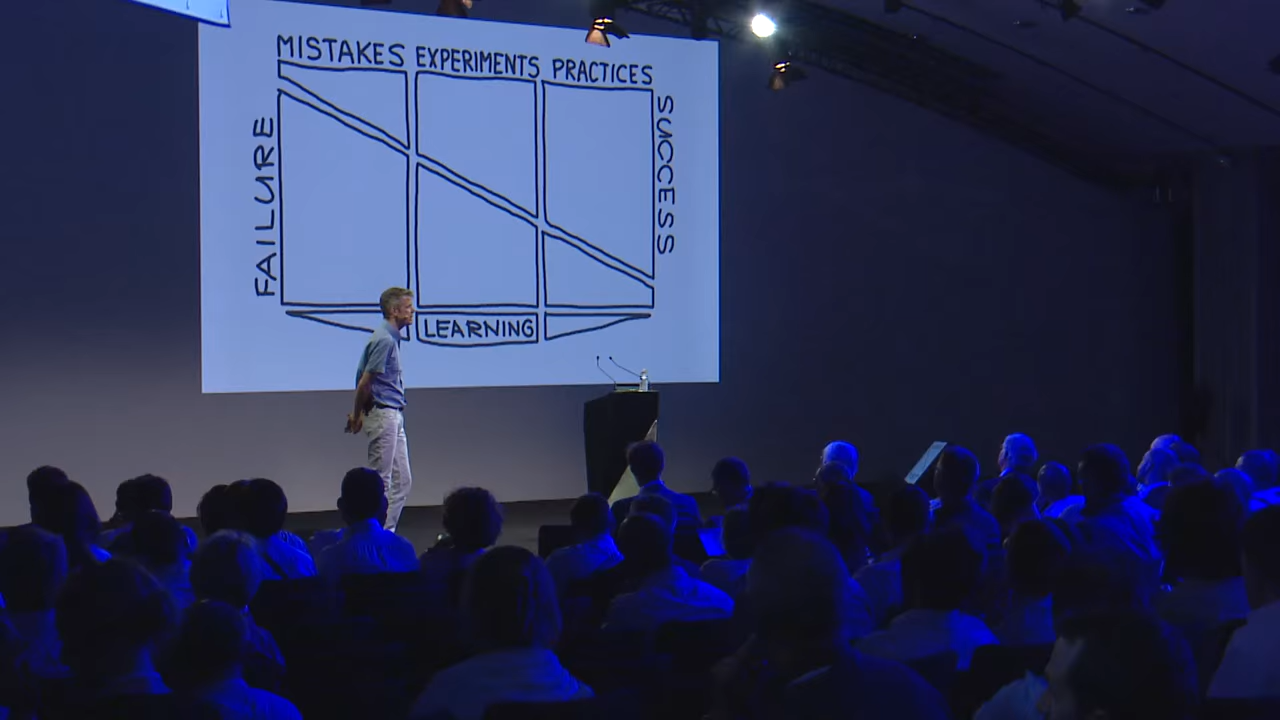 MISTAKES EXPERIMENTS PRACTICES
FAILURE
SUCCESS
LEARNING